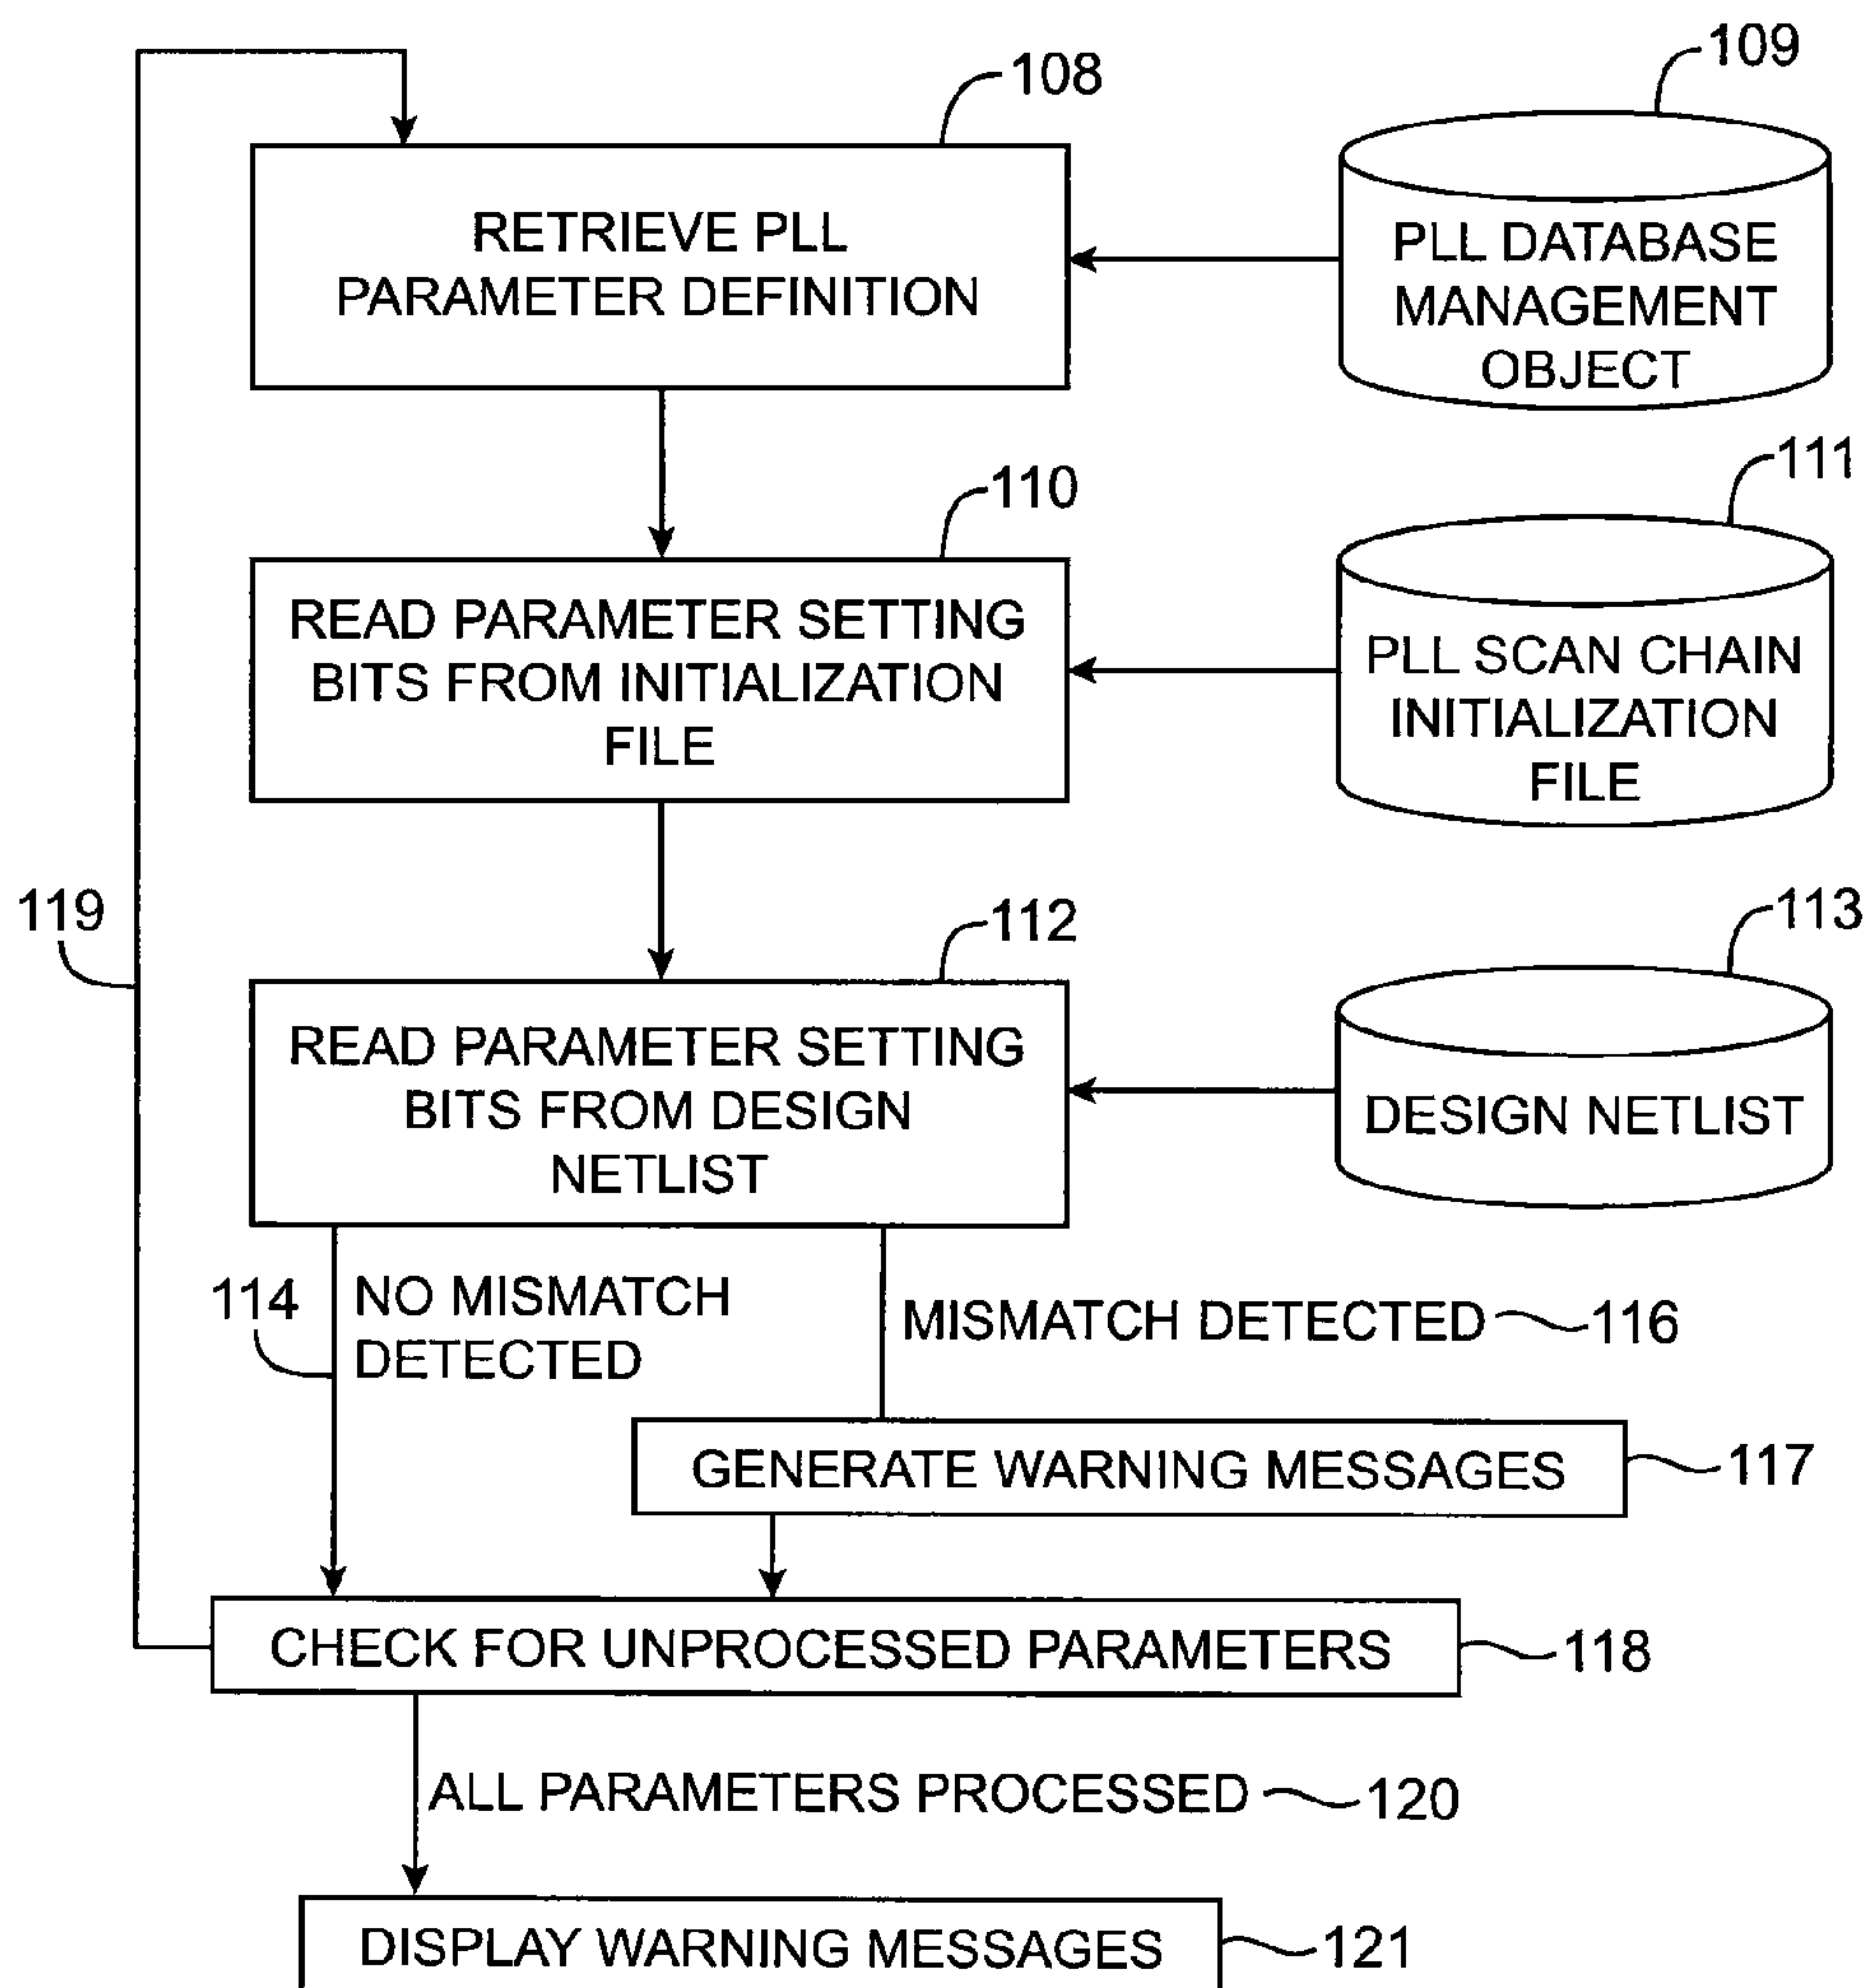 108
109
RETRIEVE PLL
PARAMETER DEFINITION
PLL DATABASE
MANAGEMENT
OBJECT
110
111
READ PARAMETER SETTING
BITS FROM INITIALIZATION
FILE
PLL SCAN CHAIN
INITIALIZATION
FILE
119
112
113
READ PARAMETER SETTING
BITS FROM DESIGN
NETLIST
DESIGN NETLIST
114
NO MISMATCH
DETECTED
MISMATCH DETECTED
116
GENERATE WARNING MESSAGES
117
CHECK FOR UNPROCESSED PARAMETERS
118
ALL PARAMETERS PROCESSED
120
DISPLAY WARNING MESSAGES
121